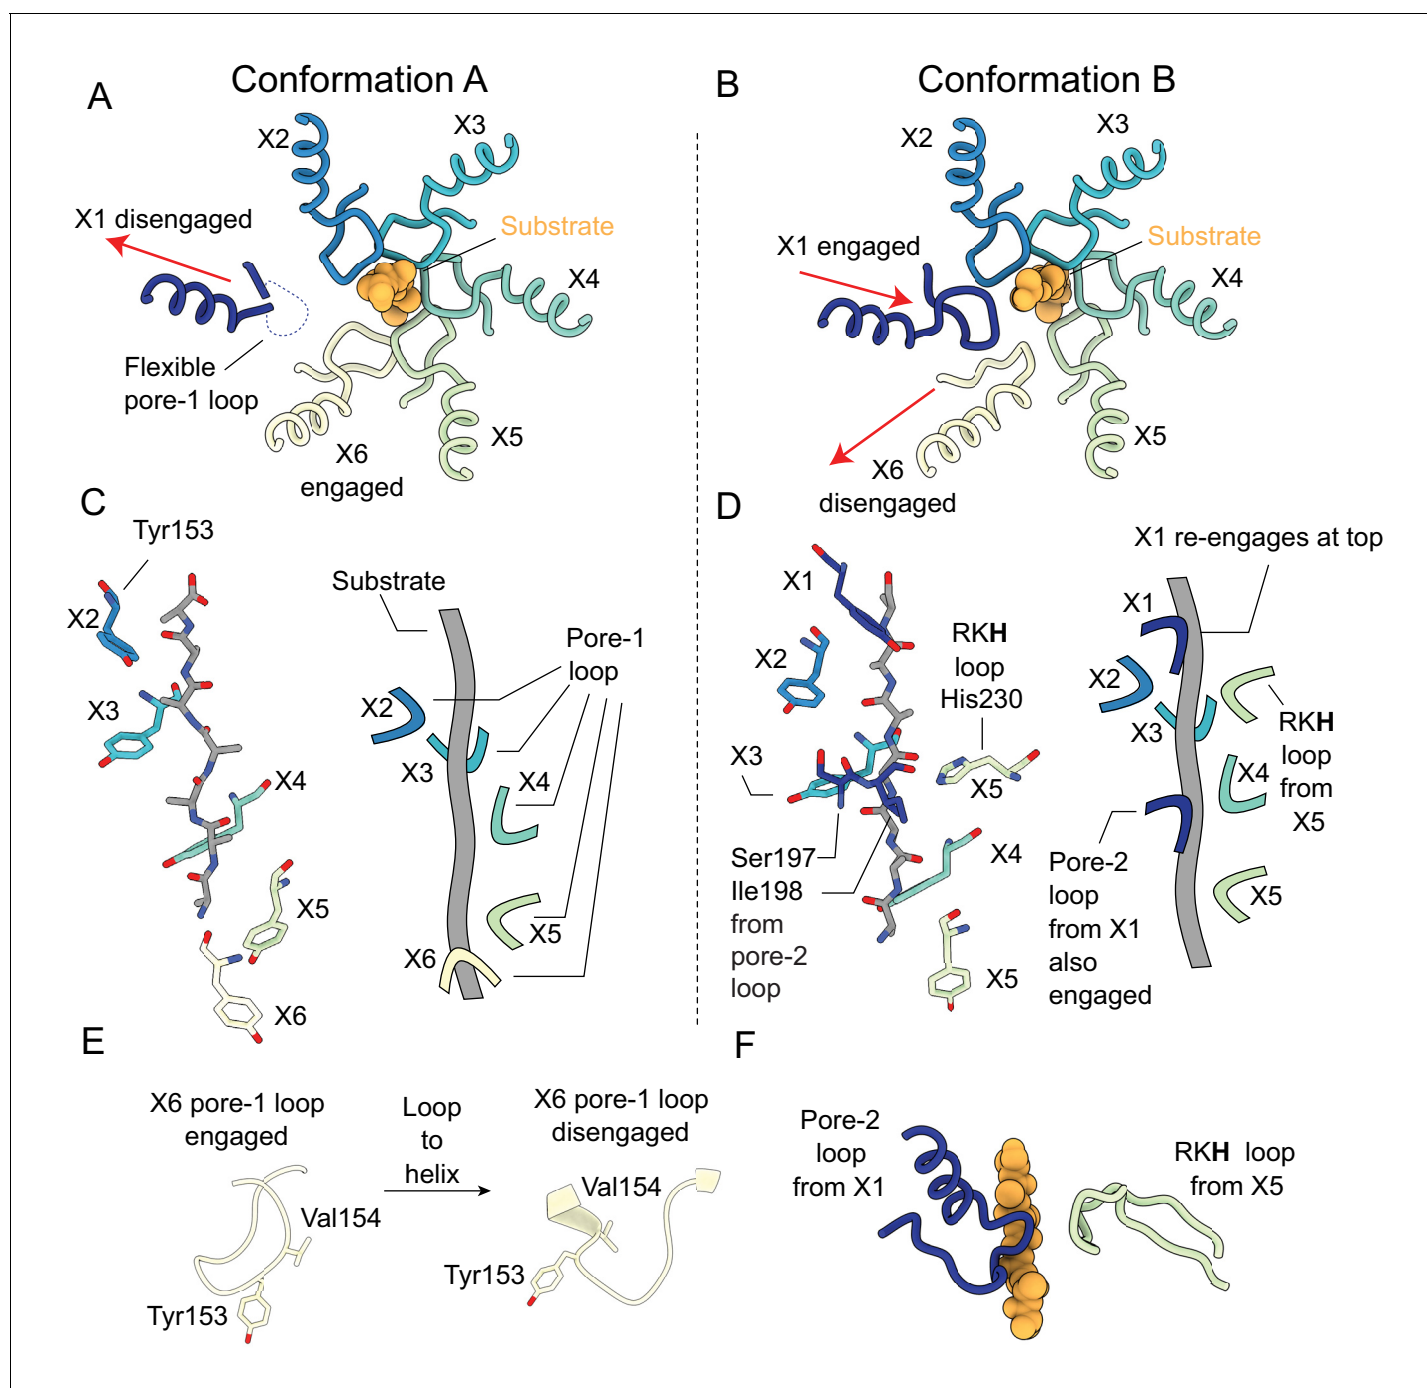 Conformation A
A
X2
X3
X1 disengaged
Substrate
X4
Flexible
pore-1 loop
X5
X6
engaged
Conformation B
B
X2
X3
X1 engaged
Substrate
X4
X5
X6
disengaged
C
Tyr153
X2
X3
X4
X5
X6
Substrate
Pore-1
loop
X2
X3
X4
X5
X6
D
X1
X2
X3
RKH
loop
His230
X5
Ser197
Ile198
from
pore-2
loop
X4
X5
X1 re-engages at top
X1
X2
X3
RKH
loop
from
X5
X4
Pore-2
loop
from X1
also
engaged
X5
E
X6 pore-1 loop
engaged
Loop
to
helix
X6 pore-1 loop
disengaged
Val154
Tyr153
Val154
Tyr153
F
Pore-2
loop
from X1
RKH loop
from X5